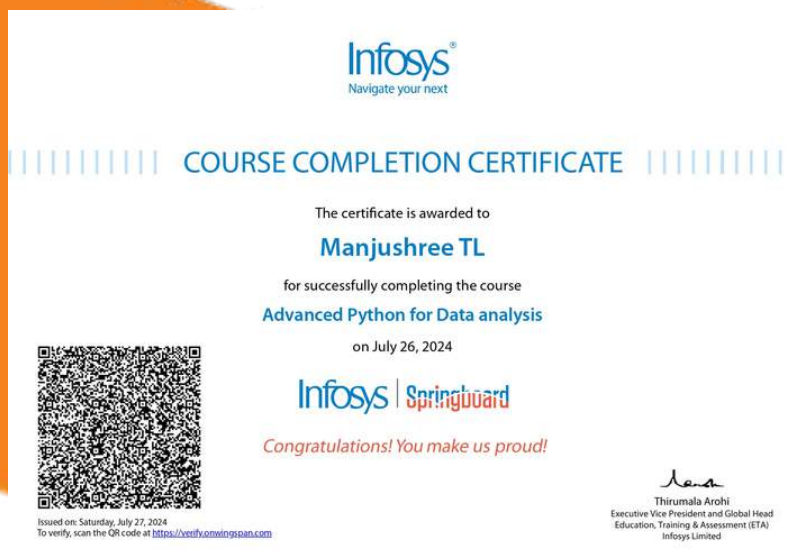 Infosys®
Navigate your next
COURSE COMPLETION CERTIFICATE
The certificate is awarded to
Manjushree TL
for successfully completing the course
Advanced Python for Data analysis
on July 26, 2024
Infosys | Springboard
Congratulations! You make us proud!
Thirumala Arohi
Executive Vice President and Global Head
Education, Training & Assessment (ETA)
Infosys Limited
Issued on: Saturday, July 27, 2024
To verify, scan the QR code at https://verify.onwingspan.com